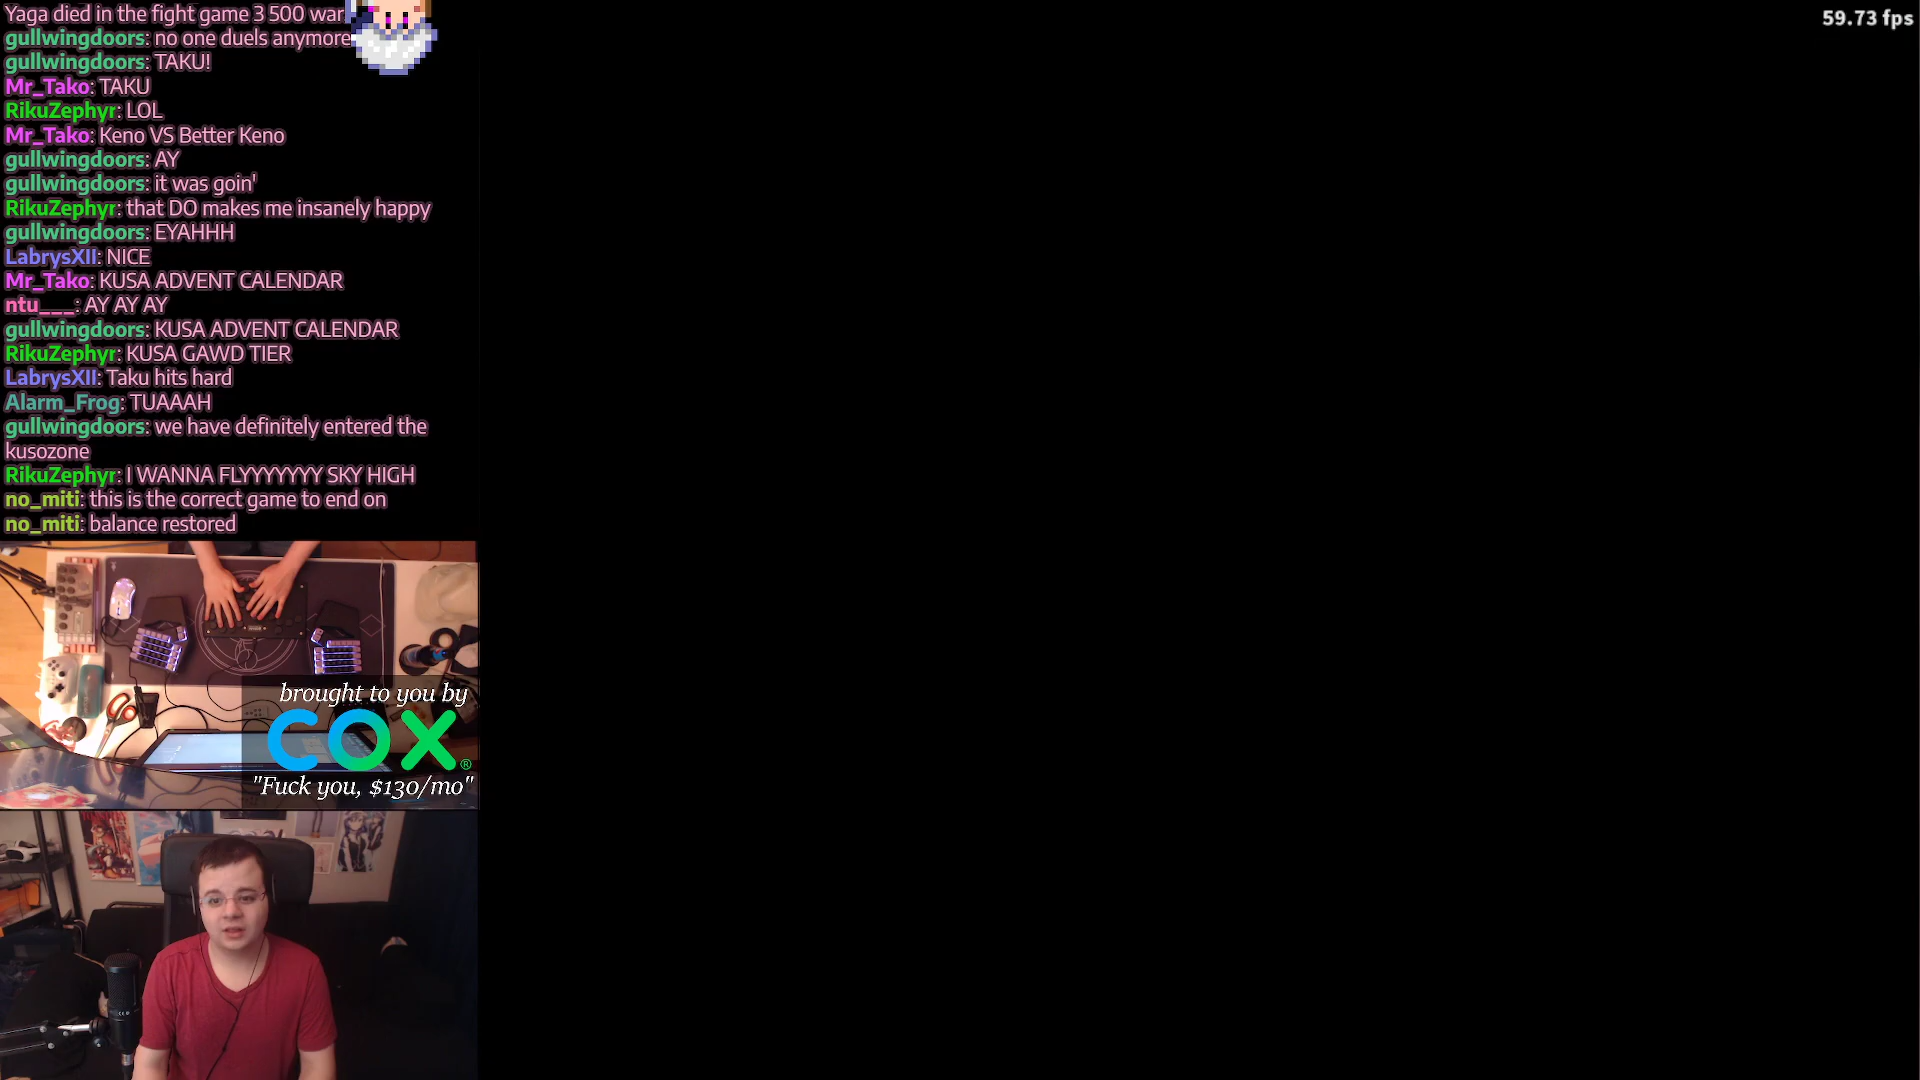 Yaga died in the fight game 3 500 war
gullwingdoors: no one duels anymore
gullwingdoors: TAKU!
Mr_Tako: TAKU
RikuZephyr: LOL
Mr_Tako: Keno VS Better Keno
gullwingdoors: AY
gullwingdoors: it was goin'
RikuZephyr: that DO makes me insanely happy
gullwingdoors: EYAHHH
LabrysXII: NICE
Mr_Tako: KUSA ADVENT CALENDAR
ntu___: AY AY AY
gullwingdoors: KUSA ADVENT CALENDAR
RikuZephyr: KUSA GAWD TIER
LabrysXII: Taku hits hard
Alarm_Frog: TUAAAH
gullwingdoors: we have definitely entered the
kusozone
RikuZephyr: I WANNA FLYYYYYYY SKY HIGH
no_miti: this is the correct game to end on
no_miti: balance restored
59.73 fps
brought to you by
COX®
"Fuck you, $130/mo"